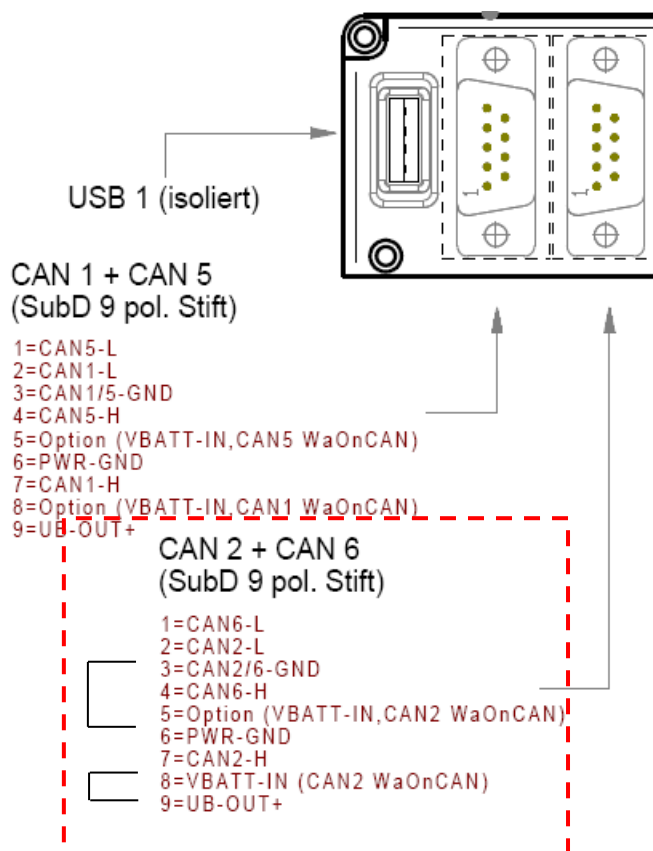 1
1
USB 1 (isoliert)
CAN 1 + CAN 5
(SubD 9 pol. Stift)
1=CAN5-L
2=CAN1-L
3=CAN1/5-GND
4=CAN5-H
5=Option (VBATT-IN,CAN5 WaOnCAN)
6=PWR-GND
7=CAN1-H
8=Option (VBATT-IN,CAN1 WaOnCAN)
9=UB-OUT+
CAN 2 + CAN 6
(SubD 9 pol. Stift)
1=CAN6-L
2=CAN2-L
3=CAN2/6-GND
4=CAN6-H
5=Option (VBATT-IN,CAN2 WaOnCAN)
6=PWR-GND
7=CAN2-H
8=VBATT-IN (CAN2 WaOnCAN)
9=UB-OUT+